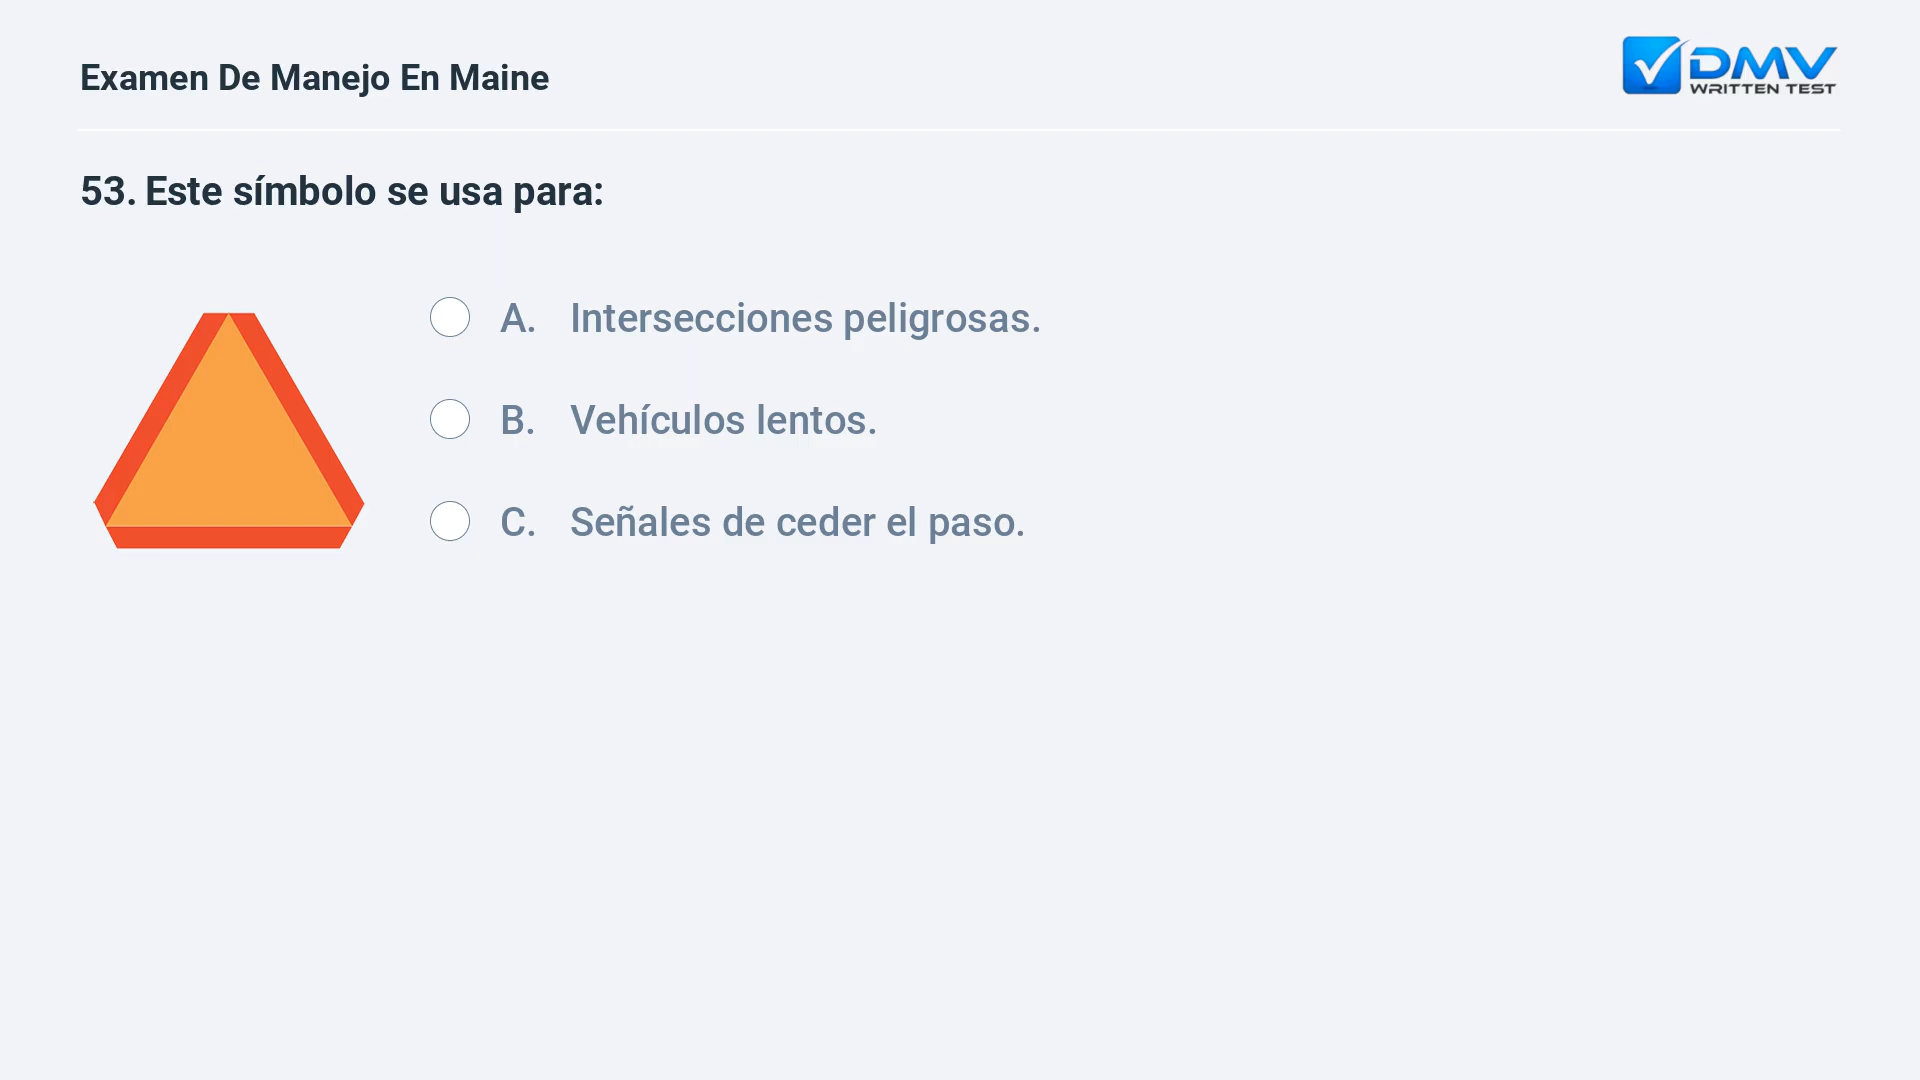 Examen De Manejo En Maine
DMV
WRITTEN TEST
53. Este símbolo se usa para:
A. Intersecciones peligrosas.
B. Vehículos lentos.
C. Señales de ceder el paso.